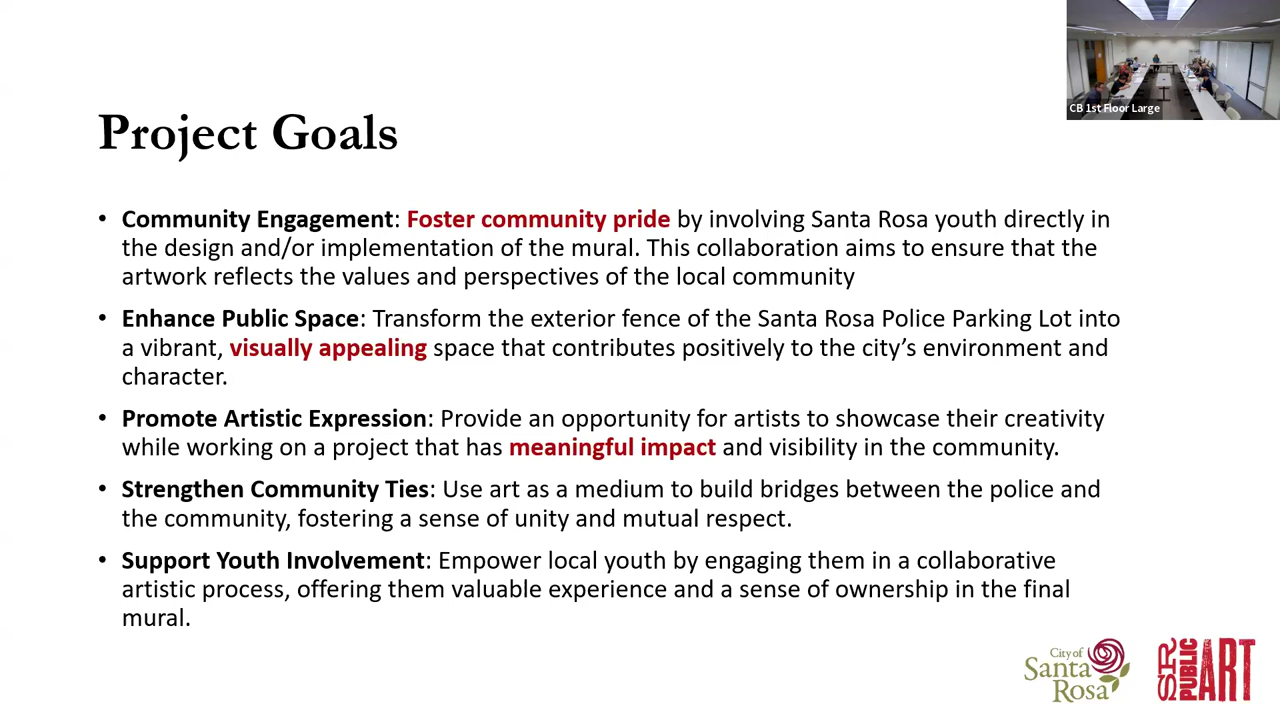 CB 1st Floor Large
Project Goals
• Community Engagement: Foster community pride by involving Santa Rosa youth directly in
the design and/or implementation of the mural. This collaboration aims to ensure that the
artwork reflects the values and perspectives of the local community
• Enhance Public Space: Transform the exterior fence of the Santa Rosa Police Parking Lot into
a vibrant, visually appealing space that contributes positively to the city’s environment and
character.
• Promote Artistic Expression: Provide an opportunity for artists to showcase their creativity
while working on a project that has meaningful impact and visibility in the community.
• Strengthen Community Ties: Use art as a medium to build bridges between the police and
the community, fostering a sense of unity and mutual respect.
• Support Youth Involvement: Empower local youth by engaging them in a collaborative
artistic process, offering them valuable experience and a sense of ownership in the final
mural.
City of
Santa
Rosa
SR
PUBLIC
ART